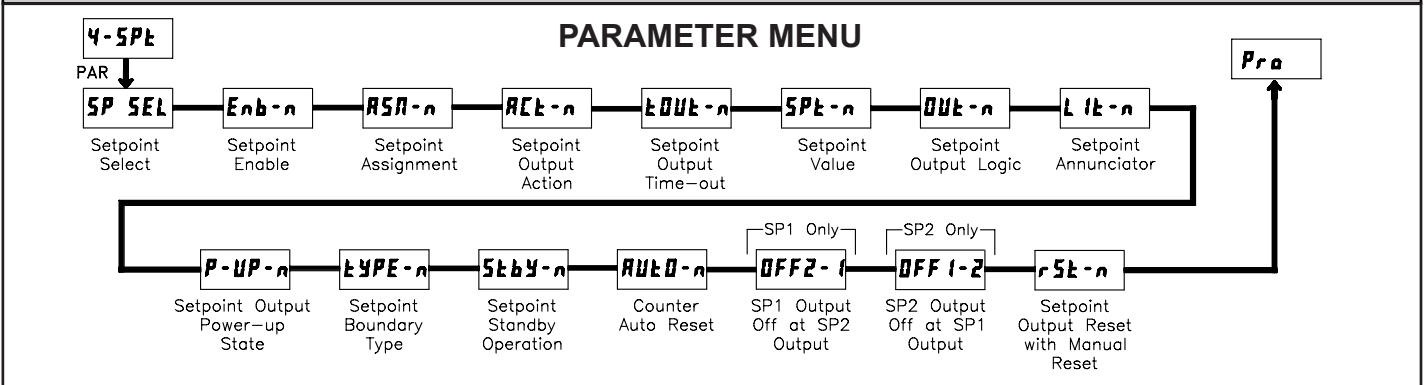 PARAMETER MENU
4-SPt
PAR
SP SEL
Setpoint
Select
Enb-n
Setpoint
Enable
ASN-n
Setpoint
Assignment
ACt-n
Setpoint
Output
Action
tOUt-n
Setpoint
Output
Time-out
SPt-n
Setpoint
Value
OUt-n
Setpoint
Output Logic
LIt-n
Setpoint
Annunciator
Pro
P-UP-n
Setpoint Output
Power-up
State
tYPE-n
Setpoint
Boundary
Type
StbY-n
Setpoint
Standby
Operation
AUtO-n
Counter
Auto Reset
SP1 Only
OFF2-1
SP1 Output
Off at SP2
Output
SP2 Only
OFF1-2
SP2 Output
Off at SP1
Output
rSt-n
Setpoint
Output Reset
with Manual
Reset